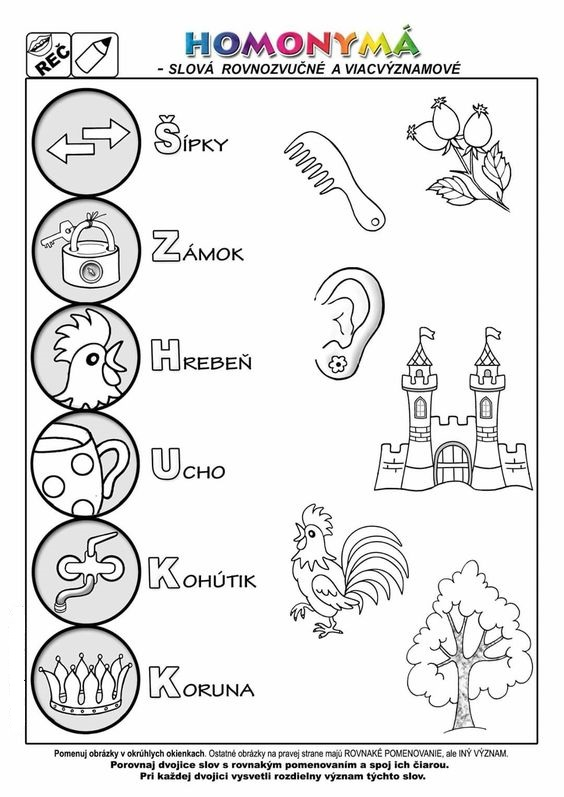 REČ
HOMONYMÁ
- SLOVÁ ROVNOZVUČNÉ A VIACVÝZNAMOVÉ
ŠÍPKY
ZÁMOK
HREBEŇ
UCHO
KOHÚTIK
KORUNA
Pomenuj obrázky v okrúhlych okienkach. Ostatné obrázky na pravej strane majú ROVNAKÉ POMENOVANIE, ale INÝ VÝZNAM.
Porovnaj dvojice slov s rovnakým pomenovaním a spoj ich čiarou.
Pri každej dvojici vysvetli rozdielny význam týchto slov.